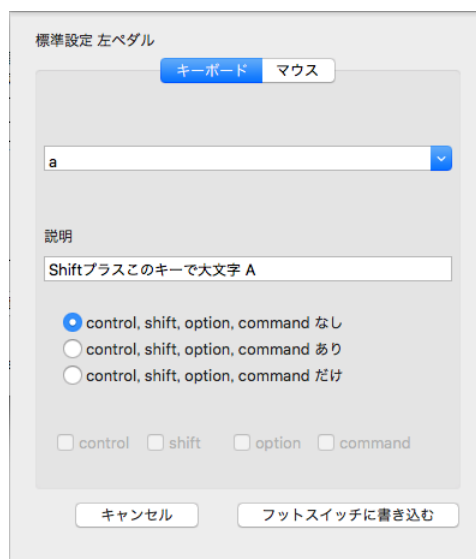 標準設定 左ペダル
キーボード マウス
a
説明
Shiftプラスこのキーで大文字 A
control, shift, option, command なし
control, shift, option, command あり
control, shift, option, command だけ
control shift option command
キャンセル フットスイッチに書き込む